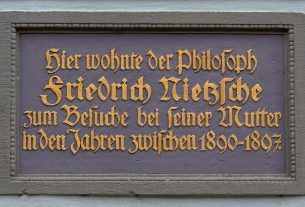 Hier wohnte der Philosoph
Friedrich Nietzsche
zum Besuche bei seiner Mutter
in den Jahren zwischen 1890-1897.